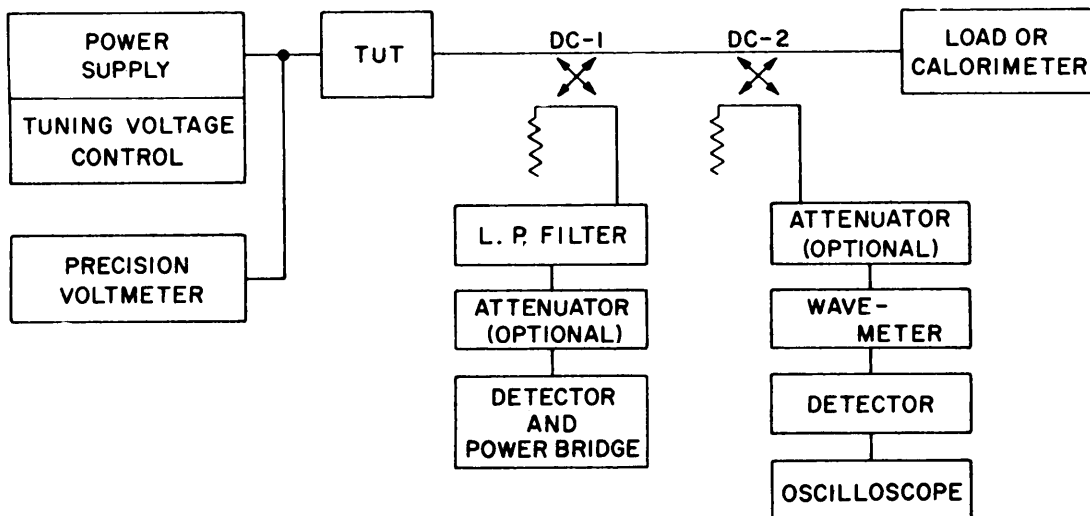 POWER
SUPPLY
TUNING VOLTAGE
CONTROL
PRECISION
VOLTMETER
TUT
DC-1
DC-2
LOAD OR
CALORIMETER
L. P. FILTER
ATTENUATOR
(OPTIONAL)
DETECTOR
AND
POWER BRIDGE
ATTENUATOR
(OPTIONAL)
WAVE-
METER
DETECTOR
OSCILLOSCOPE